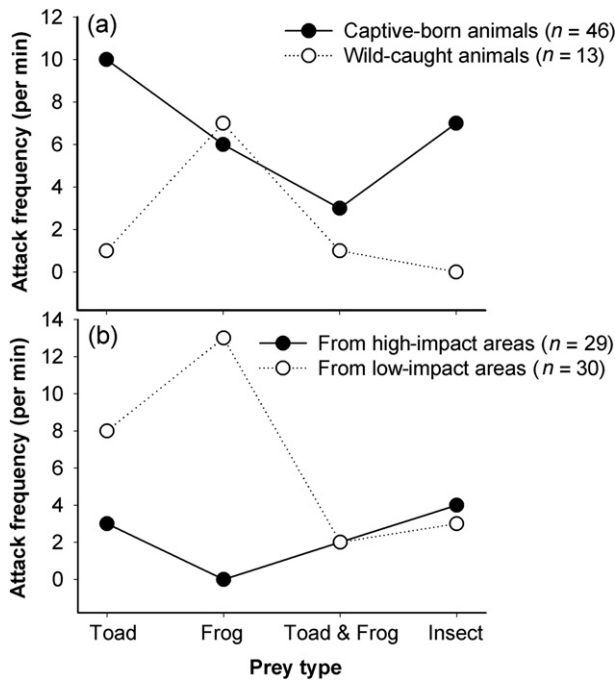 (a)
Captive-born animals (n = 46)
Wild-caught animals (n = 13)
Attack frequency (per min)
12
10
8
6
4
2
0
(b)
From high-impact areas (n = 29)
From low-impact areas (n = 30)
Attack frequency (per min)
14
12
10
8
6
4
2
0
Toad Frog Toad & Frog Insect
Prey type